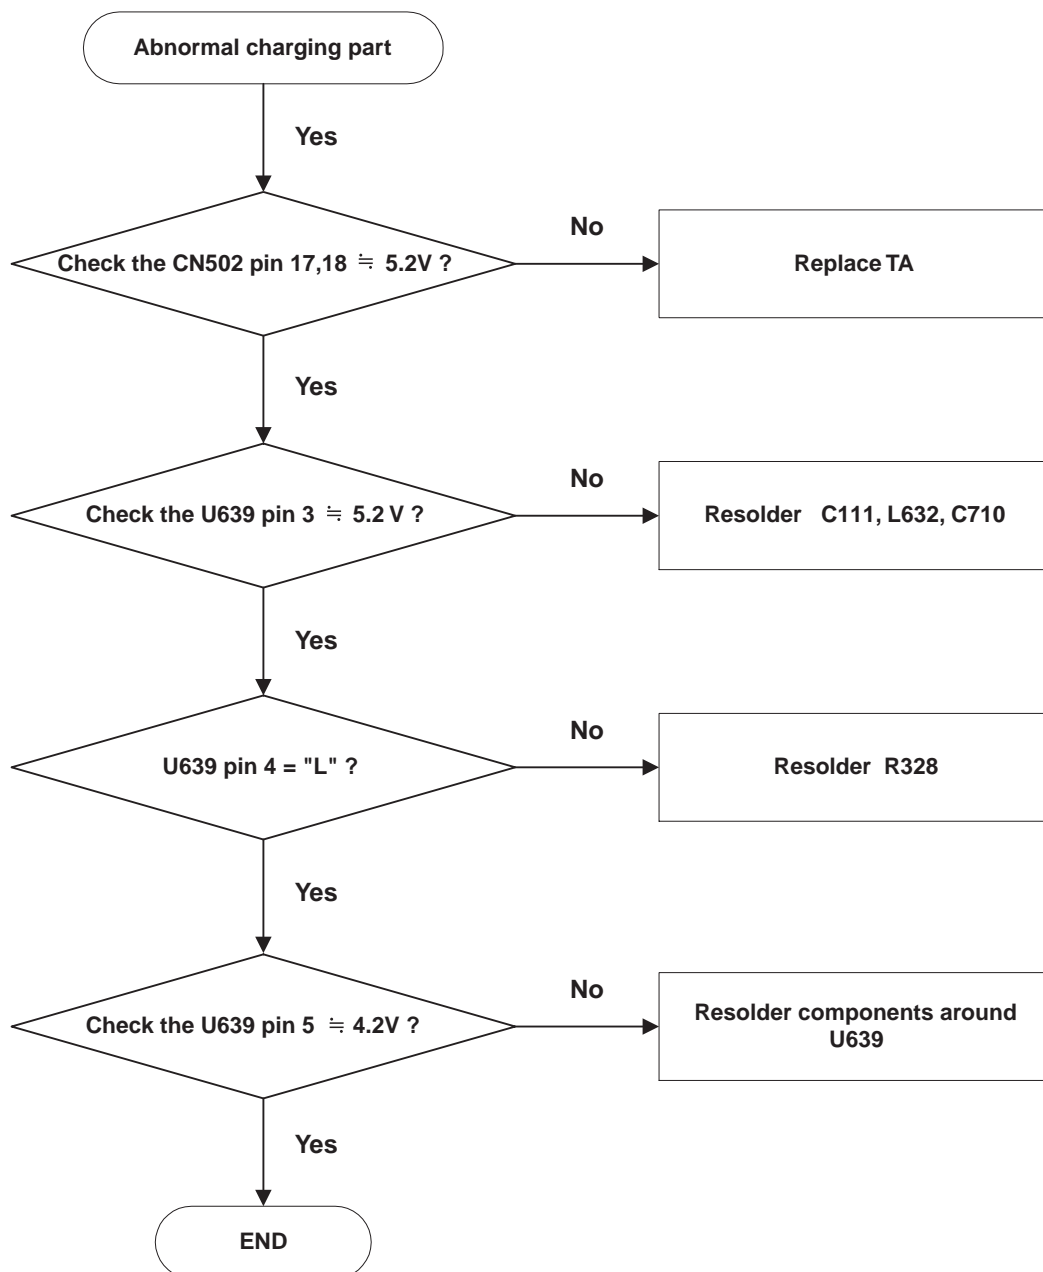 Abnormal charging part
Yes
No
Check the CN502 pin 17,18 ≒ 5.2V ?
Replace TA
Yes
No
Check the U639 pin 3 ≒ 5.2 V ?
Resolder C111, L632, C710
Yes
No
U639 pin 4 = "L" ?
Resolder R328
Yes
No
Check the U639 pin 5 ≒ 4.2V ?
Resolder components around
U639
Yes
END